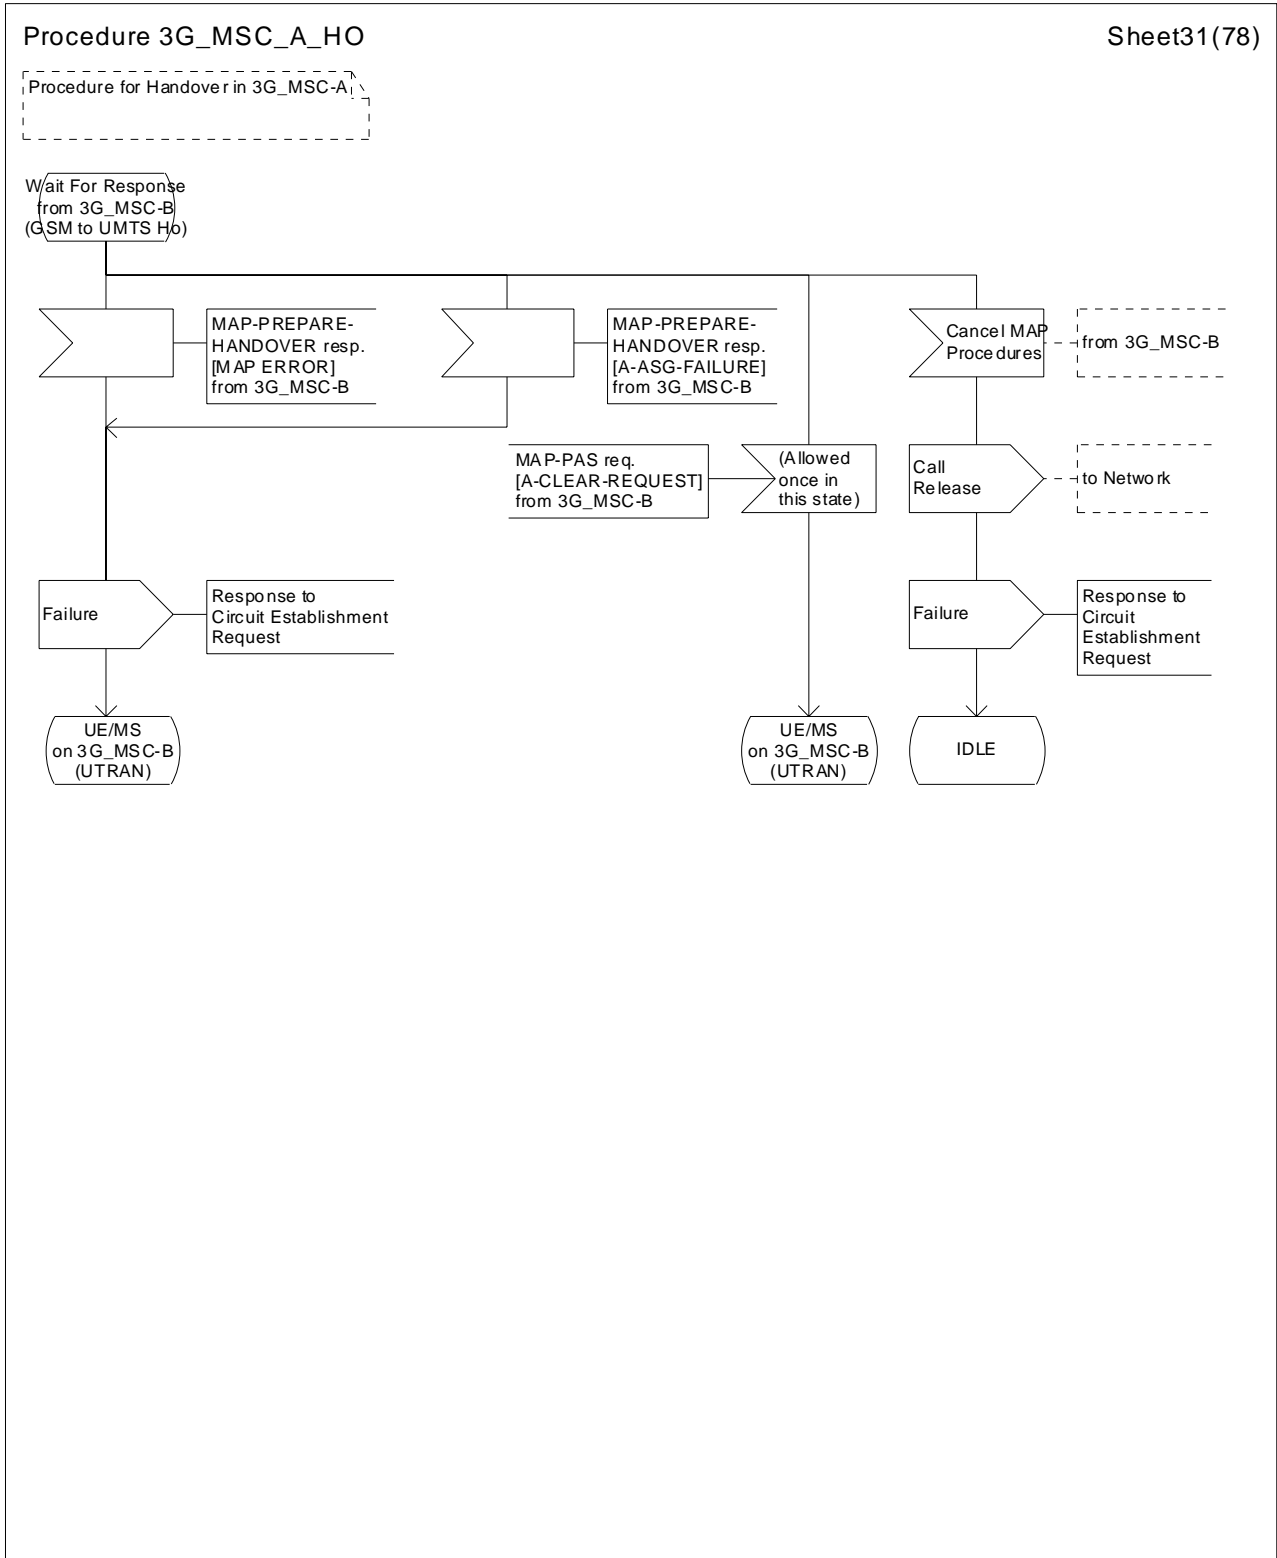 Procedure 3G_MSC_A_HO
Sheet31(78)
Procedure for Handover in 3G_MSC-A
Wait For Response
from 3G_MSC-B
(GSM to UMTS Ho)
MAP-PREPARE-
HANDOVER resp.
[MAP ERROR]
from 3G_MSC-B
MAP-PREPARE-
HANDOVER resp.
[A-ASG-FAILURE]
from 3G_MSC-B
Cancel MAP
Procedures
from 3G_MSC-B
MAP-PAS req.
[A-CLEAR-REQUEST]
from 3G_MSC-B
(Allowed
once in
this state)
Call
Release
to Network
Failure
Response to
Circuit Establishment
Request
Failure
Response to
Circuit
Establishment
Request
UE/MS
on 3G_MSC-B
(UTRAN)
UE/MS
on 3G_MSC-B
(UTRAN)
IDLE